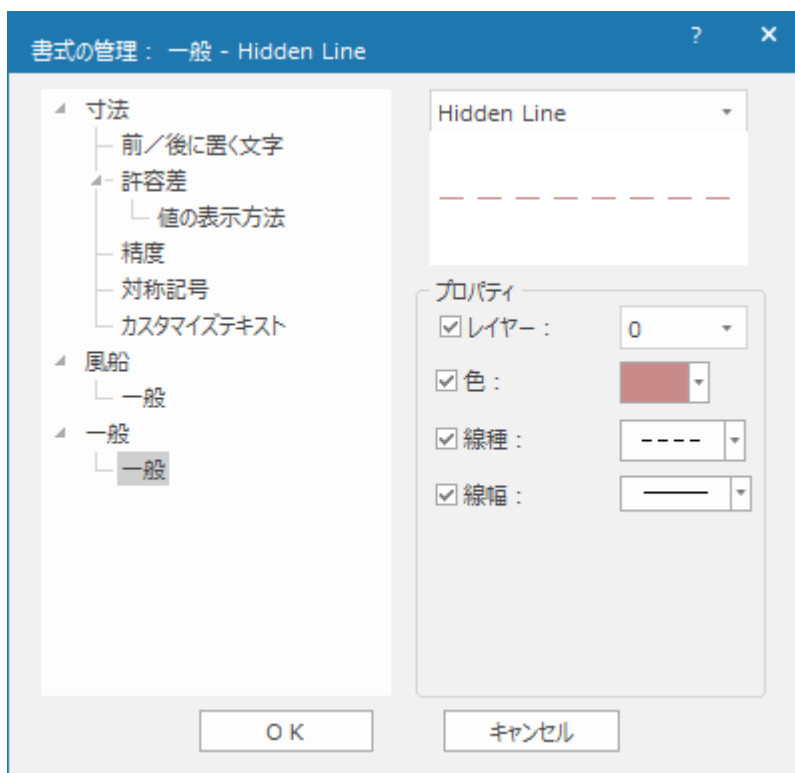 書式の管理： 一般 - Hidden Line
?
×
寸法
前／後に置く文字
許容差
値の表示方法
精度
対称記号
カスタマイズテキスト
風船
一般
一般
一般
Hidden Line
プロパティ
レイヤー：
0
色：
線種：
線幅：
OK
キャンセル